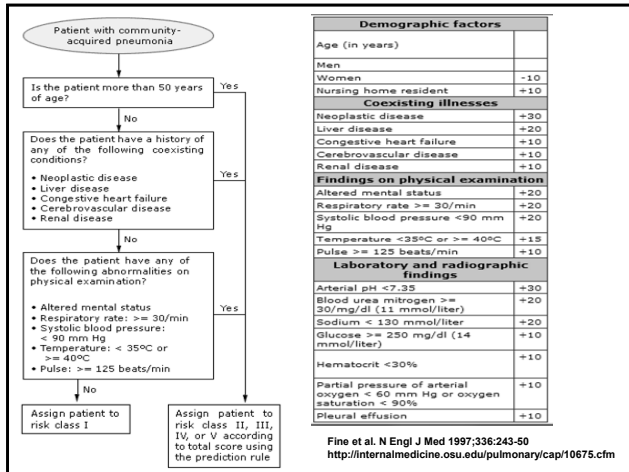 Patient with community-
acquired pneumonia
Is the patient more than 50 years
of age?
Yes
No
Does the patient have a history of
any of the following coexisting
conditions?
• Neoplastic disease
• Liver disease
• Congestive heart failure
• Cerebrovascular disease
• Renal disease
Yes
No
Does the patient have any of
the following abnormalities on
physical examination?
• Altered mental status
• Respiratory rate: >= 30/min
• Systolic blood pressure:
< 90 mm Hg
• Temperature: < 35ºC or
>= 40ºC
• Pulse: >= 125 beats/min
Yes
No
Assign patient to
risk class I
Assign patient to
risk class II, III,
IV, or V according
to total score using
the prediction rule
Demographic factors
Age (in years)
Men
Women -10
Nursing home resident +10
Coexisting illnesses
Neoplastic disease +30
Liver disease +20
Congestive heart failure +10
Cerebrovascular disease +10
Renal disease +10
Findings on physical examination
Altered mental status +20
Respiratory rate >= 30/min +20
Systolic blood pressure <90 mm +20
Hg
Temperature <35ºC or >= 40ºC +15
Pulse >= 125 beats/min +10
Laboratory and radiographic
findings
Arterial pH <7.35 +30
Blood urea mitrogen >= +20
30/mg/dl (11 mmol/liter)
Sodium < 130 mmol/liter +20
Glucose >= 250 mg/dl (14 +10
mmol/liter)
Hematocrit <30% +10
Partial pressure of arterial +10
oxygen < 60 mm Hg or oxygen
saturation < 90%
Pleural effusion +10
Fine et al. N Engl J Med 1997;336:243-50
http://internalmedicine.osu.edu/pulmonary/cap/10675.cfm